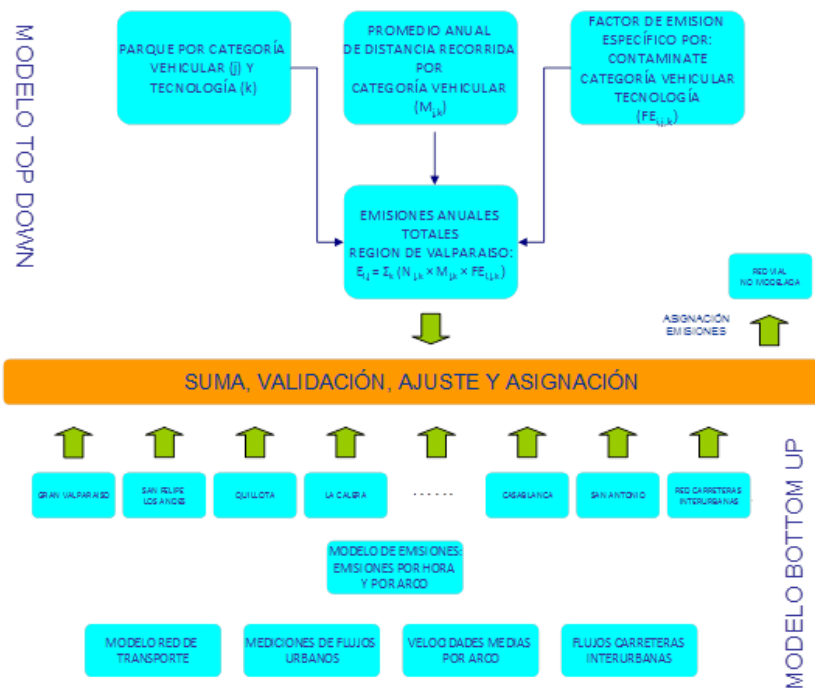 MODELO TOP DOWN
PARQUE POR CATEGORÍA
VEHICULAR (j) Y
TECNOLOGÍA (k)
PROMEDIO ANUAL
DE DISTANCIA RECORRIDA
POR
CATEGORÍA VEHICULAR
(Mj,k)
FACTOR DE EMISION
ESPECÍFICO POR:
CONTAMINATE
CATEGORÍA VEHICULAR
TECNOLOGÍA
(FEi,j,k)
EMISIONES ANUALES
TOTALES
REGION DE VALPARAISO:
Ei,j = Σk (Nj,k × Mj,k × FEi,j,k)
RED VIAL
NO MODELADA
ASIGNACIÓN
EMISIONES
SUMA, VALIDACIÓN, AJUSTE Y ASIGNACIÓN
MODELO BOTTOM UP
GRAN VALPARAISO
SAN FELIPE
LOS ANDES
QUILLOTA
LA CALERA
......
CASABLANCA
SAN ANTONIO
RED CARRETERAS
INTERURBANAS
MODELO DE EMISIONES:
EMISIONES POR HORA
Y POR ARCO
MODELO RED DE
TRANSPORTE
MEDICIONES DE FLUJOS
URBANOS
VELOCIDADES MEDIAS
POR ARCO
FLUJOS CARRETERAS
INTERURBANAS